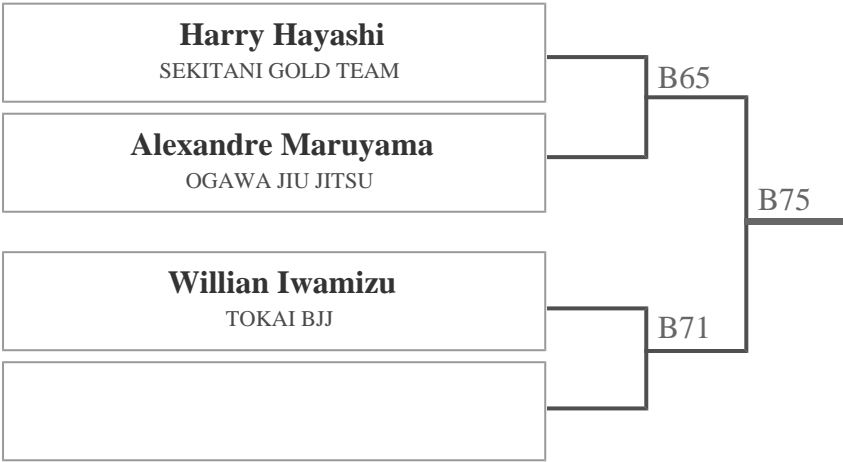 Harry Hayashi
SEKITANI GOLD TEAM
B65
Alexandre Maruyama
OGAWA JIU JITSU
B75
Willian Iwamizu
TOKAI BJJ
B71